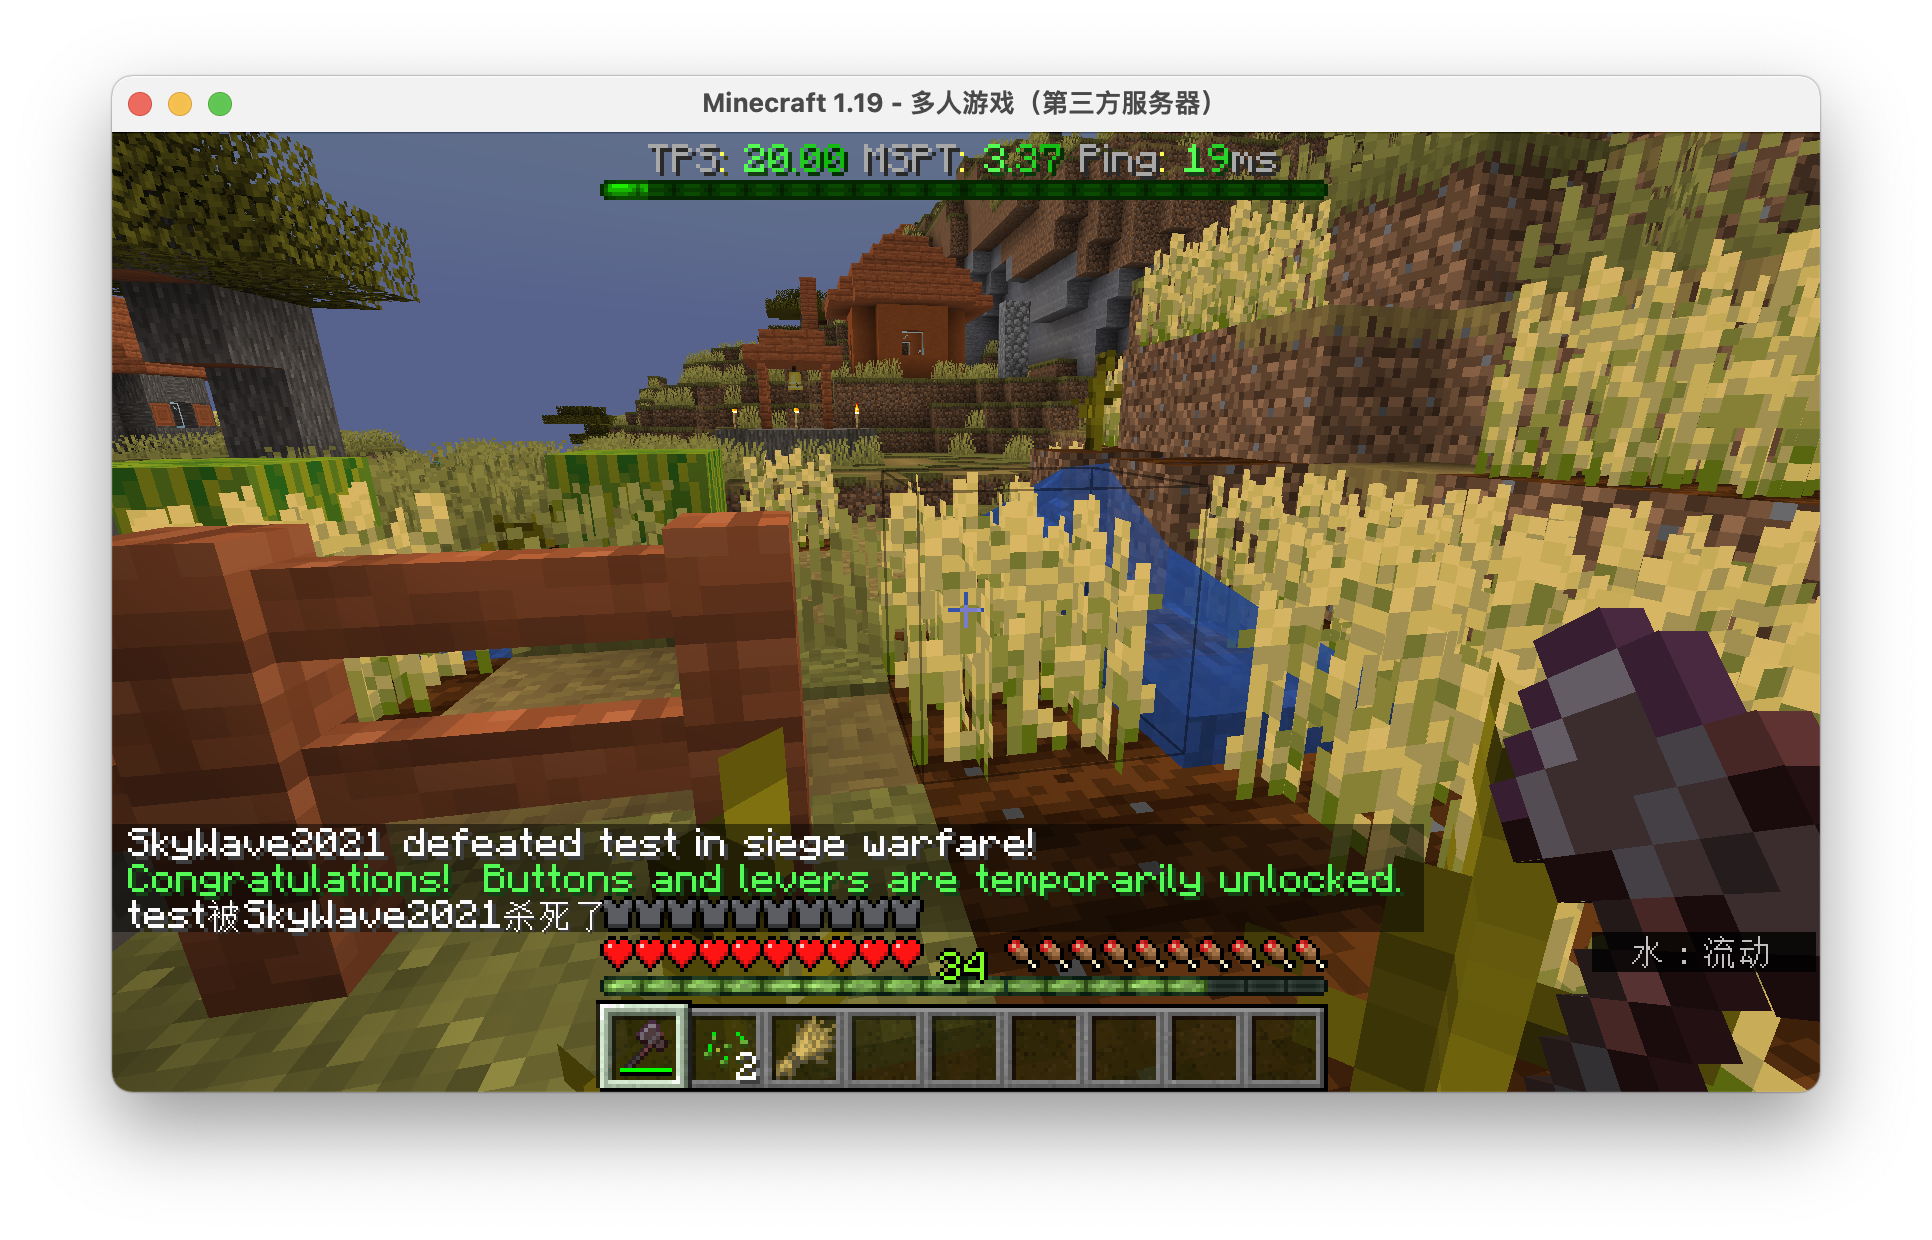 Minecraft 1.19 - 多人游戏（第三方服务器）
TPS: 20.00 MSPT: 3.37 Ping: 19ms
SkyWave2021 defeated test in siege warfare!
Congratulations!  Buttons and levers are temporarily unlocked.
test被SkyWave2021杀死了
34
水：流动
2